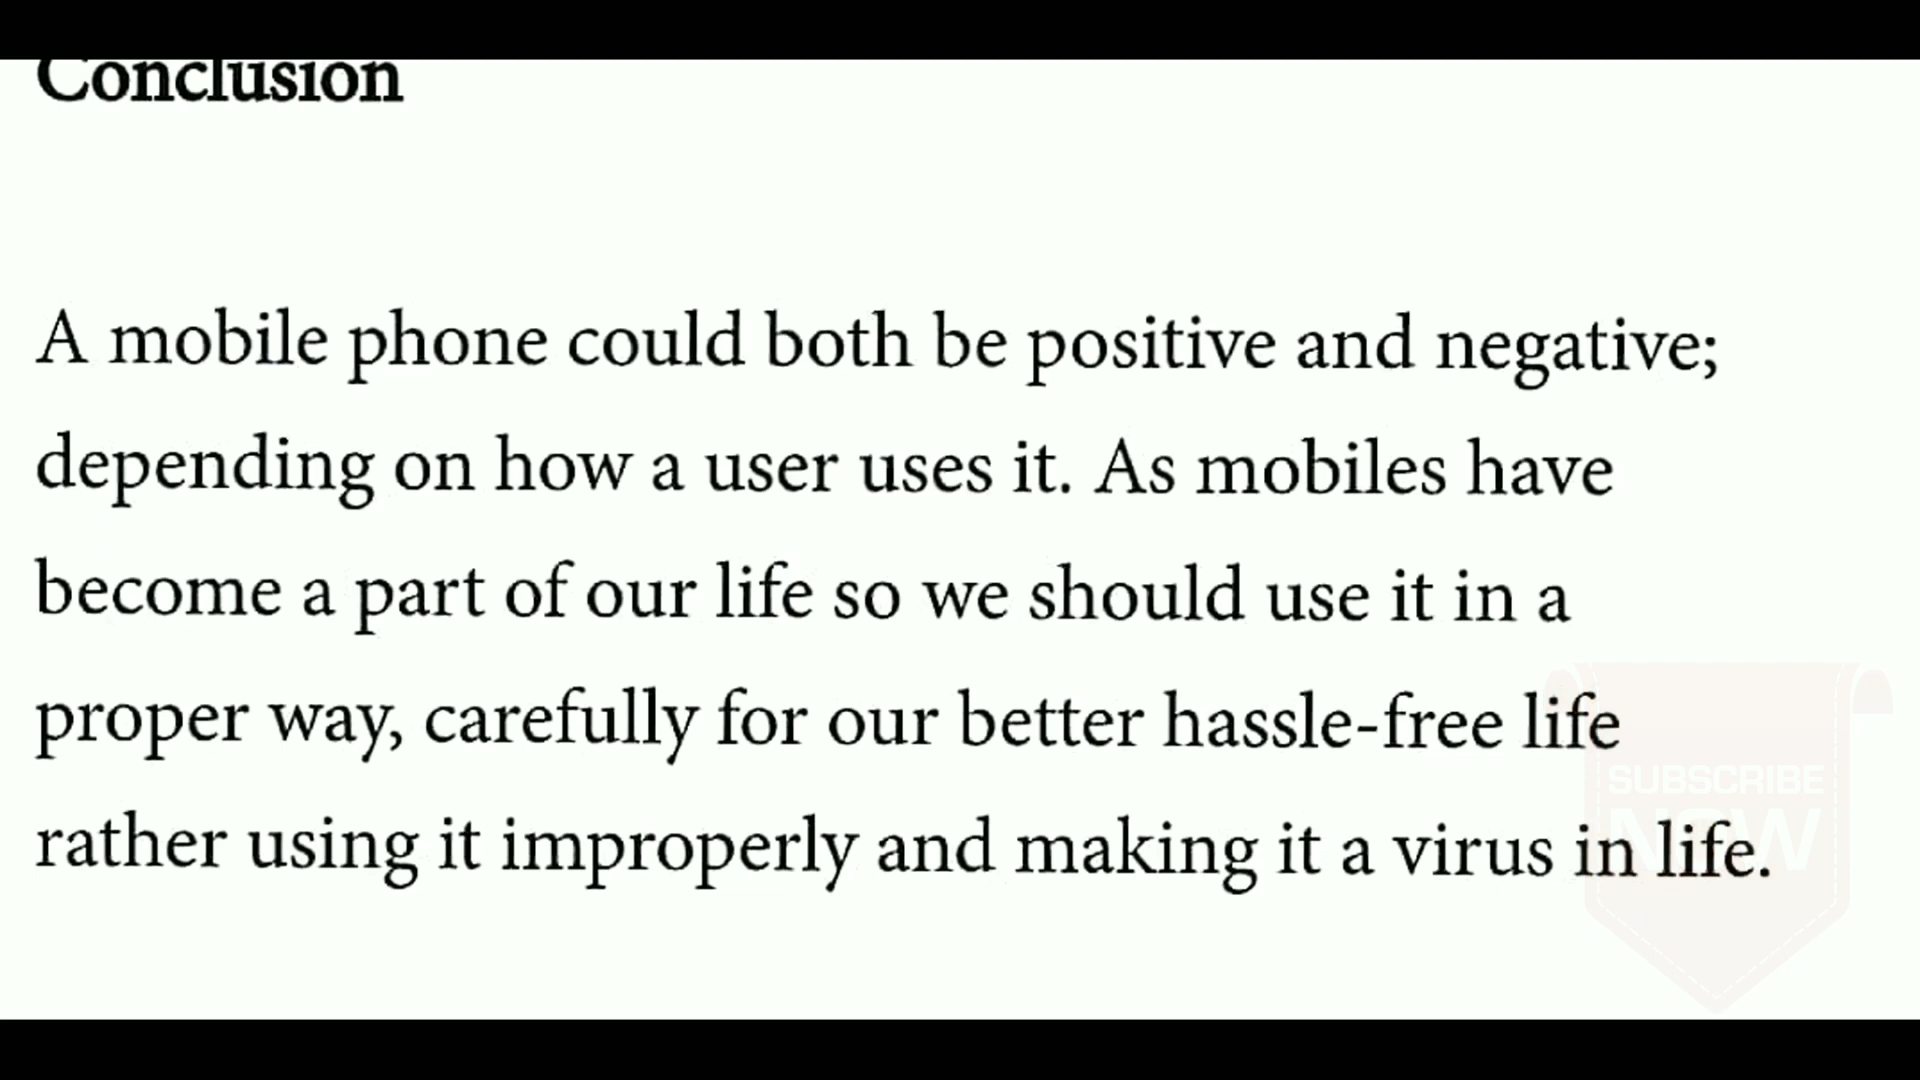 Conclusion
A mobile phone could both be positive and negative;
depending on how a user uses it. As mobiles have
become a part of our life so we should use it in a
proper way, carefully for our better hassle-free life
rather using it improperly and making it a virus in life.
SUBSCRIBE
NOW